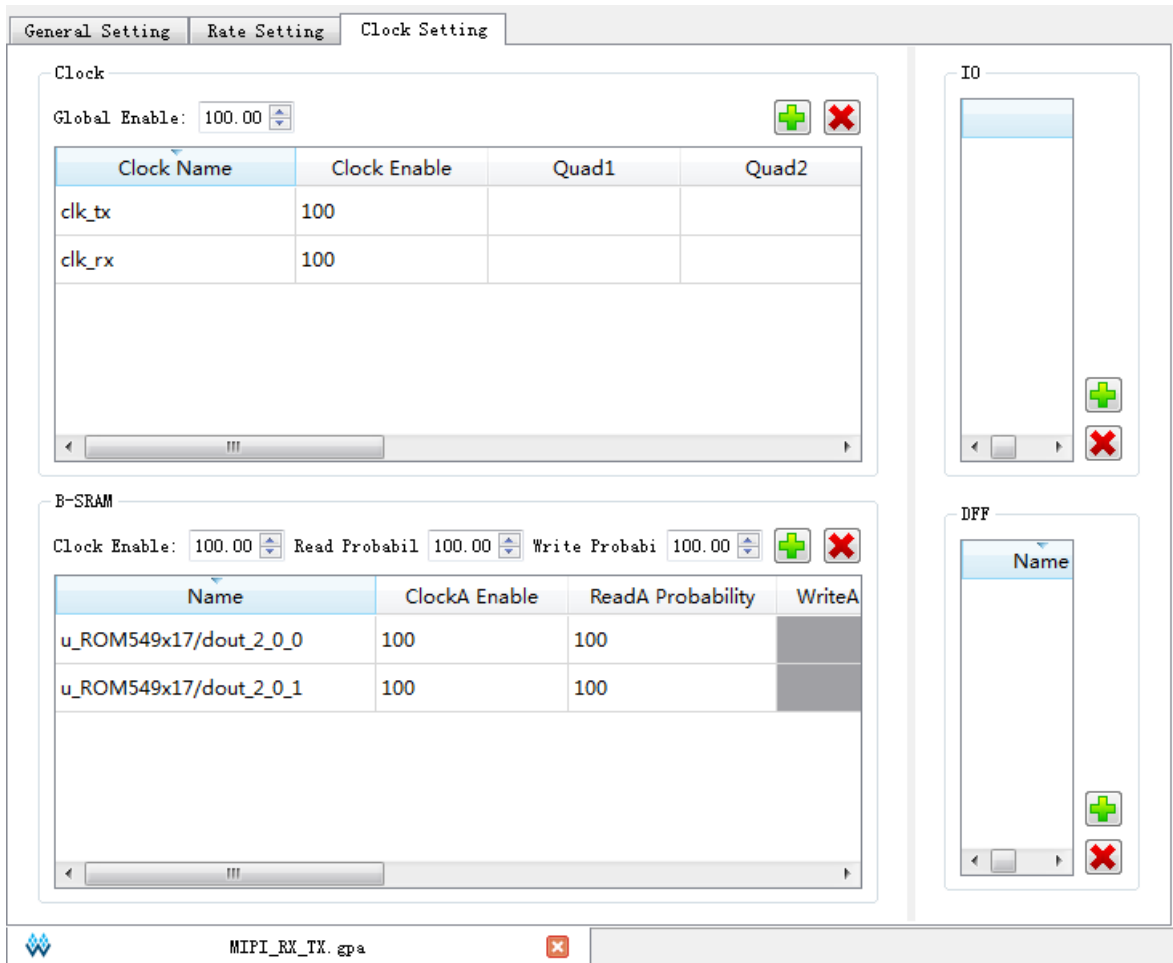 General Setting Rate Setting Clock Setting
Clock
Global Enable: 100.00
Clock Name Clock Enable Quad1 Quad2
clk_tx 100
clk_rx 100
IO
B-SRAM
Clock Enable: 100.00 Read Probabil 100.00 Write Probabi 100.00
Name ClockA Enable ReadA Probability WriteA
u_ROM549x17/dout_2_0_0 100 100
u_ROM549x17/dout_2_0_1 100 100
DFF
Name
MIPI_RX_TX.gpa